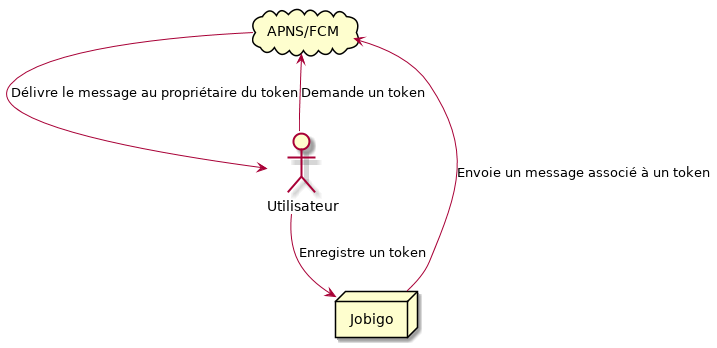 APNS/FCM
Délivre le message au propriétaire du token
Demande un token
Envoie un message associé à un token
Utilisateur
Enregistre un token
Jobigo